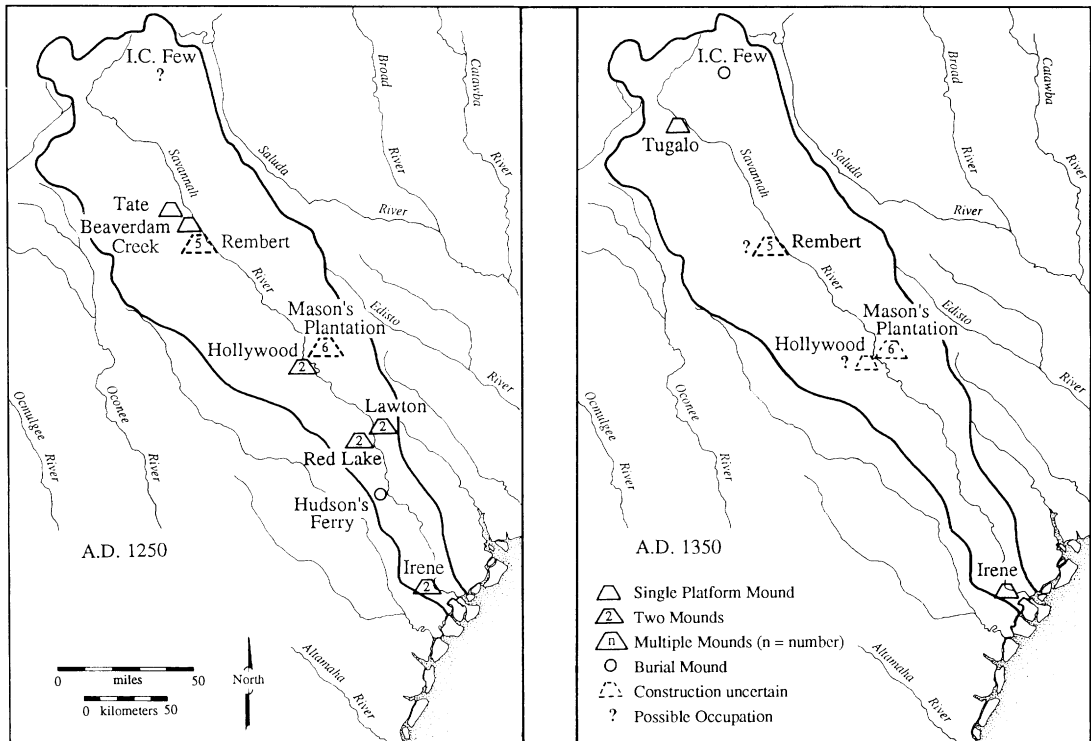 I.C. Few
?
Broad
River
Catawba
River
Savannah
River
Saluda
River
Tate
Beaverdam
Creek
5
Rembert
Mason's
Plantation
6
Hollywood
2
Edisto
River
Lawton
2
2
Red Lake
Ocmulgee
River
Oconee
River
Hudson's
Ferry
A.D. 1250
Irene
2
0 miles 50
0 kilometers 50
North
Altamaha
River
I.C. Few
Tugalo
Broad
River
Catawba
River
Savannah
River
Saluda
River
? 5
Rembert
Mason's
Plantation
6
Hollywood
?
Edisto
River
Ocmulgee
River
Oconee
River
A.D. 1350
Irene
Single Platform Mound
2 Two Mounds
n Multiple Mounds (n = number)
Burial Mound
Construction uncertain
? Possible Occupation
Altamaha
River